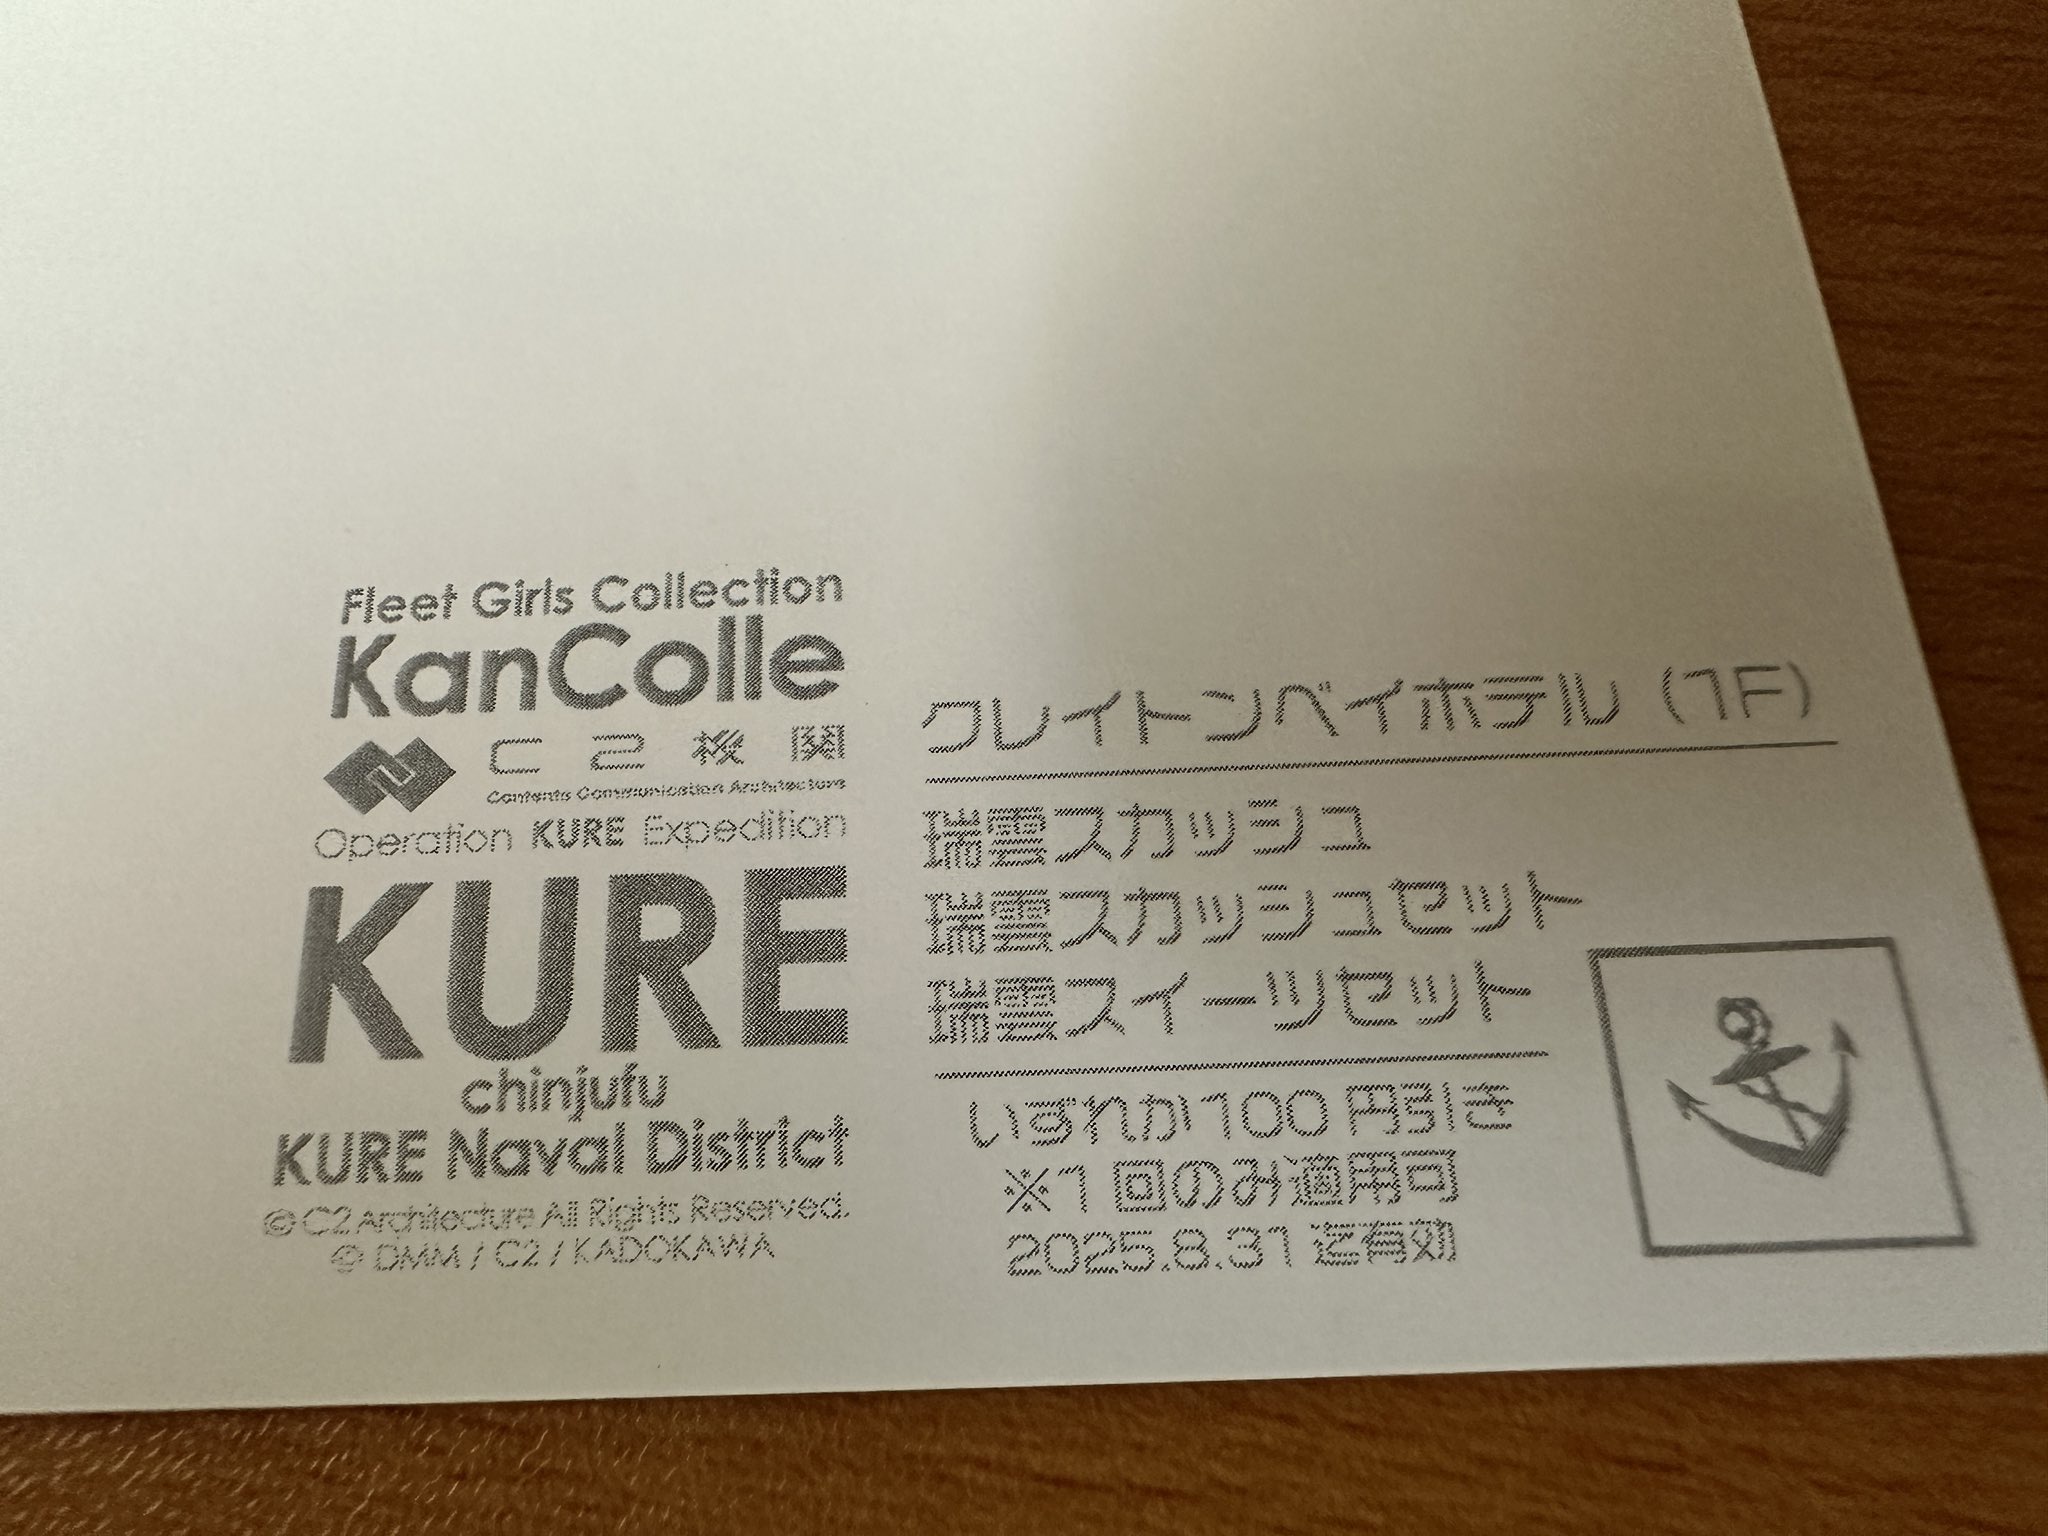 Fleet Girls Collection
KanColle
C2機関
Contents Communication Architecture
Operation KURE Expedition
KURE
chinjufu
KURE Naval District
©C2 Architecture All Rights Reserved.
© DMM / C2 / KADOKAWA
クレイトンベイホテル (1F)
瑞雲スカッシュ
瑞雲スカッシュセット
瑞雲スイーツセット
いずれか100円引き
※1回のみ適用可
2025.8.31迄有効